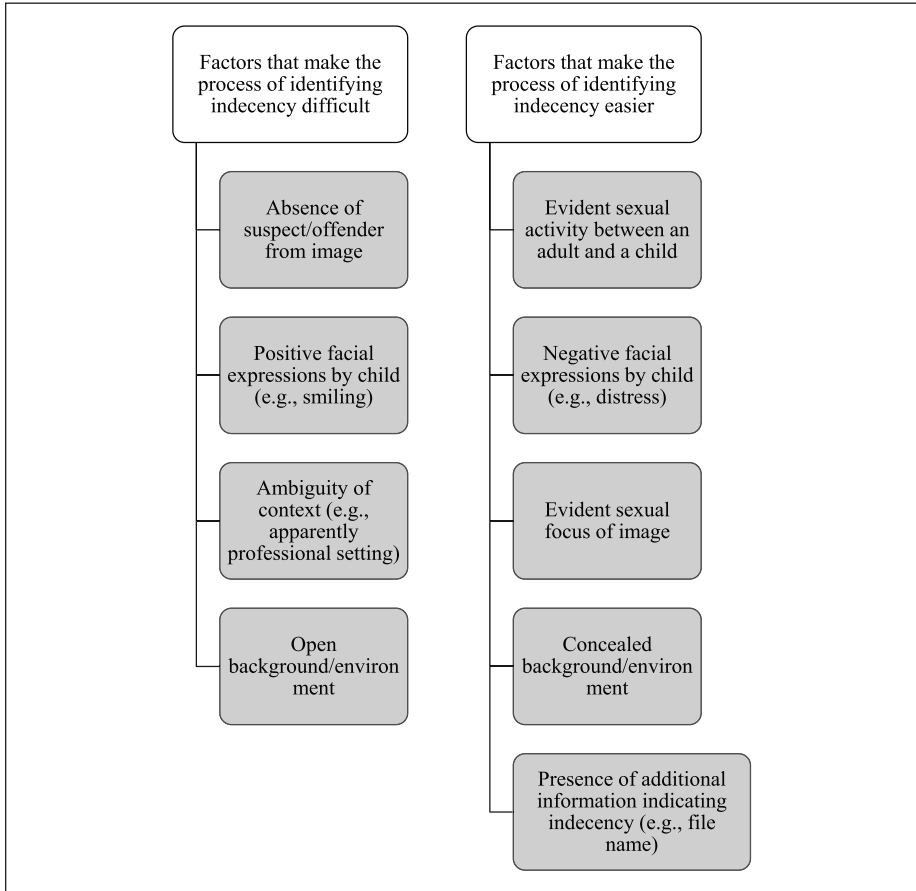 Factors that make the
process of identifying
indecency difficult
Absence of
suspect/offender
from image
Positive facial
expressions by child
(e.g., smiling)
Ambiguity of
context (e.g.,
apparently
professional setting)
Open
background/environ
ment
Factors that make the
process of identifying
indecency easier
Evident sexual
activity between an
adult and a child
Negative facial
expressions by child
(e.g., distress)
Evident sexual
focus of image
Concealed
background/environ
ment
Presence of additional
information indicating
indecency (e.g., file
name)